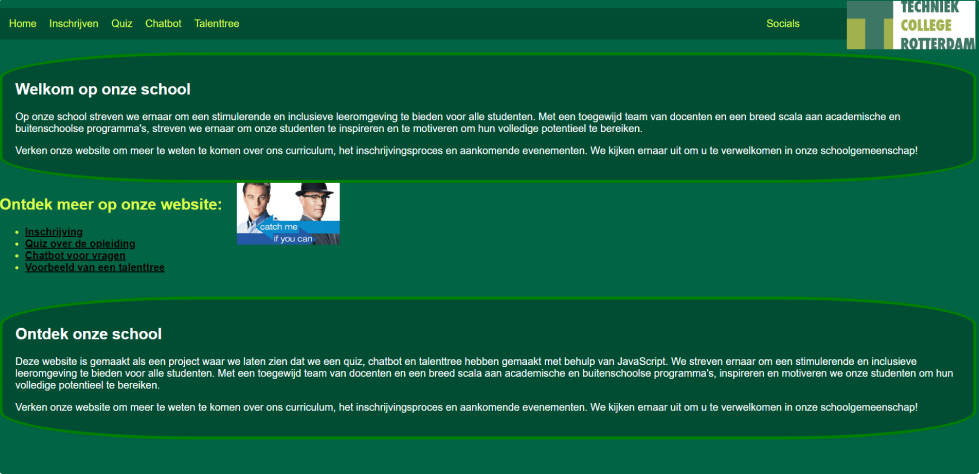 Home Inschrijven Quiz Chatbot Talenttree Socials
TECHNIEK
COLLEGE
ROTTERDAM
Welkom op onze school
Op onze school streven we ernaar om een stimulerende en inclusieve leeromgeving te bieden voor alle studenten. Met een toegewijd team van docenten en een breed scala aan academische en
buitenschoolse programma's, streven we ernaar om onze studenten te inspireren en te motiveren om hun volledige potentieel te bereiken.
Verken onze website om meer te weten te komen over ons curriculum, het inschrijvingsproces en aankomende evenementen. We kijken ernaar uit om u te verwelkomen in onze schoolgemeenschap!
Ontdek meer op onze website:
catch me
if you can
Inschrijving
Quiz over de opleiding
Chatbot voor vragen
Voorbeeld van een talenttree
Ontdek onze school
Deze website is gemaakt als een project waar we laten zien dat we een quiz, chatbot en talenttree hebben gemaakt met behulp van JavaScript. We streven ernaar om een stimulerende en inclusieve
leeromgeving te bieden voor alle studenten. Met een toegewijd team van docenten en een breed scala aan academische en buitenschoolse programma's, inspireren en motiveren we onze studenten om hun
volledige potentieel te bereiken.
Verken onze website om meer te weten te komen over ons curriculum, het inschrijvingsproces en aankomende evenementen. We kijken ernaar uit om u te verwelkomen in onze schoolgemeenschap!